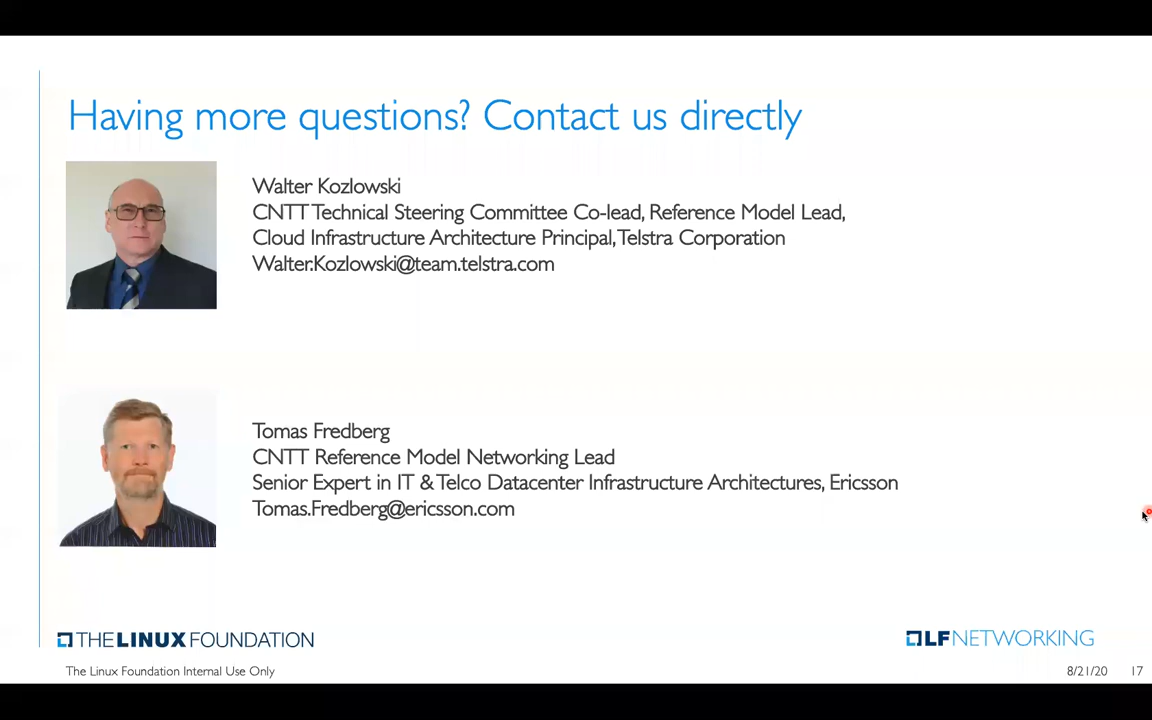 Having more questions? Contact us directly
Walter Kozlowski
CNTT Technical Steering Committee Co-lead, Reference Model Lead,
Cloud Infrastructure Architecture Principal, Telstra Corporation
Walter.Kozlowski@team.telstra.com
Tomas Fredberg
CNTT Reference Model Networking Lead
Senior Expert in IT & Telco Datacenter Infrastructure Architectures, Ericsson
Tomas.Fredberg@ericsson.com
THE LINUX FOUNDATION
LFNETWORKING
The Linux Foundation Internal Use Only
8/21/20
17